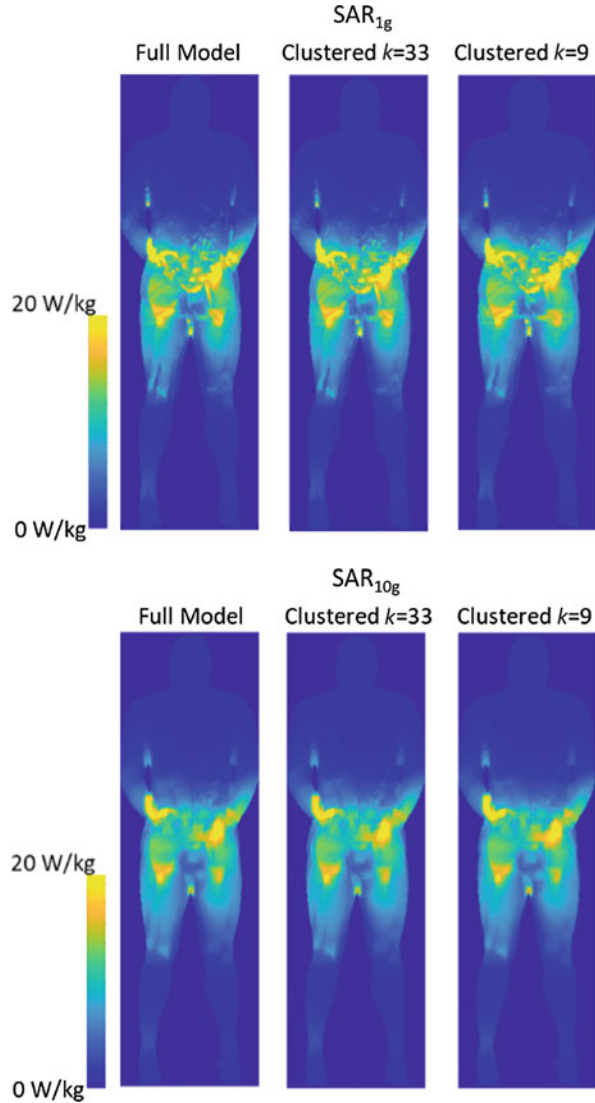 SAR1g
Full Model Clustered k=33 Clustered k=9
20 W/kg
0 W/kg
SAR10g
Full Model Clustered k=33 Clustered k=9
20 W/kg
0 W/kg